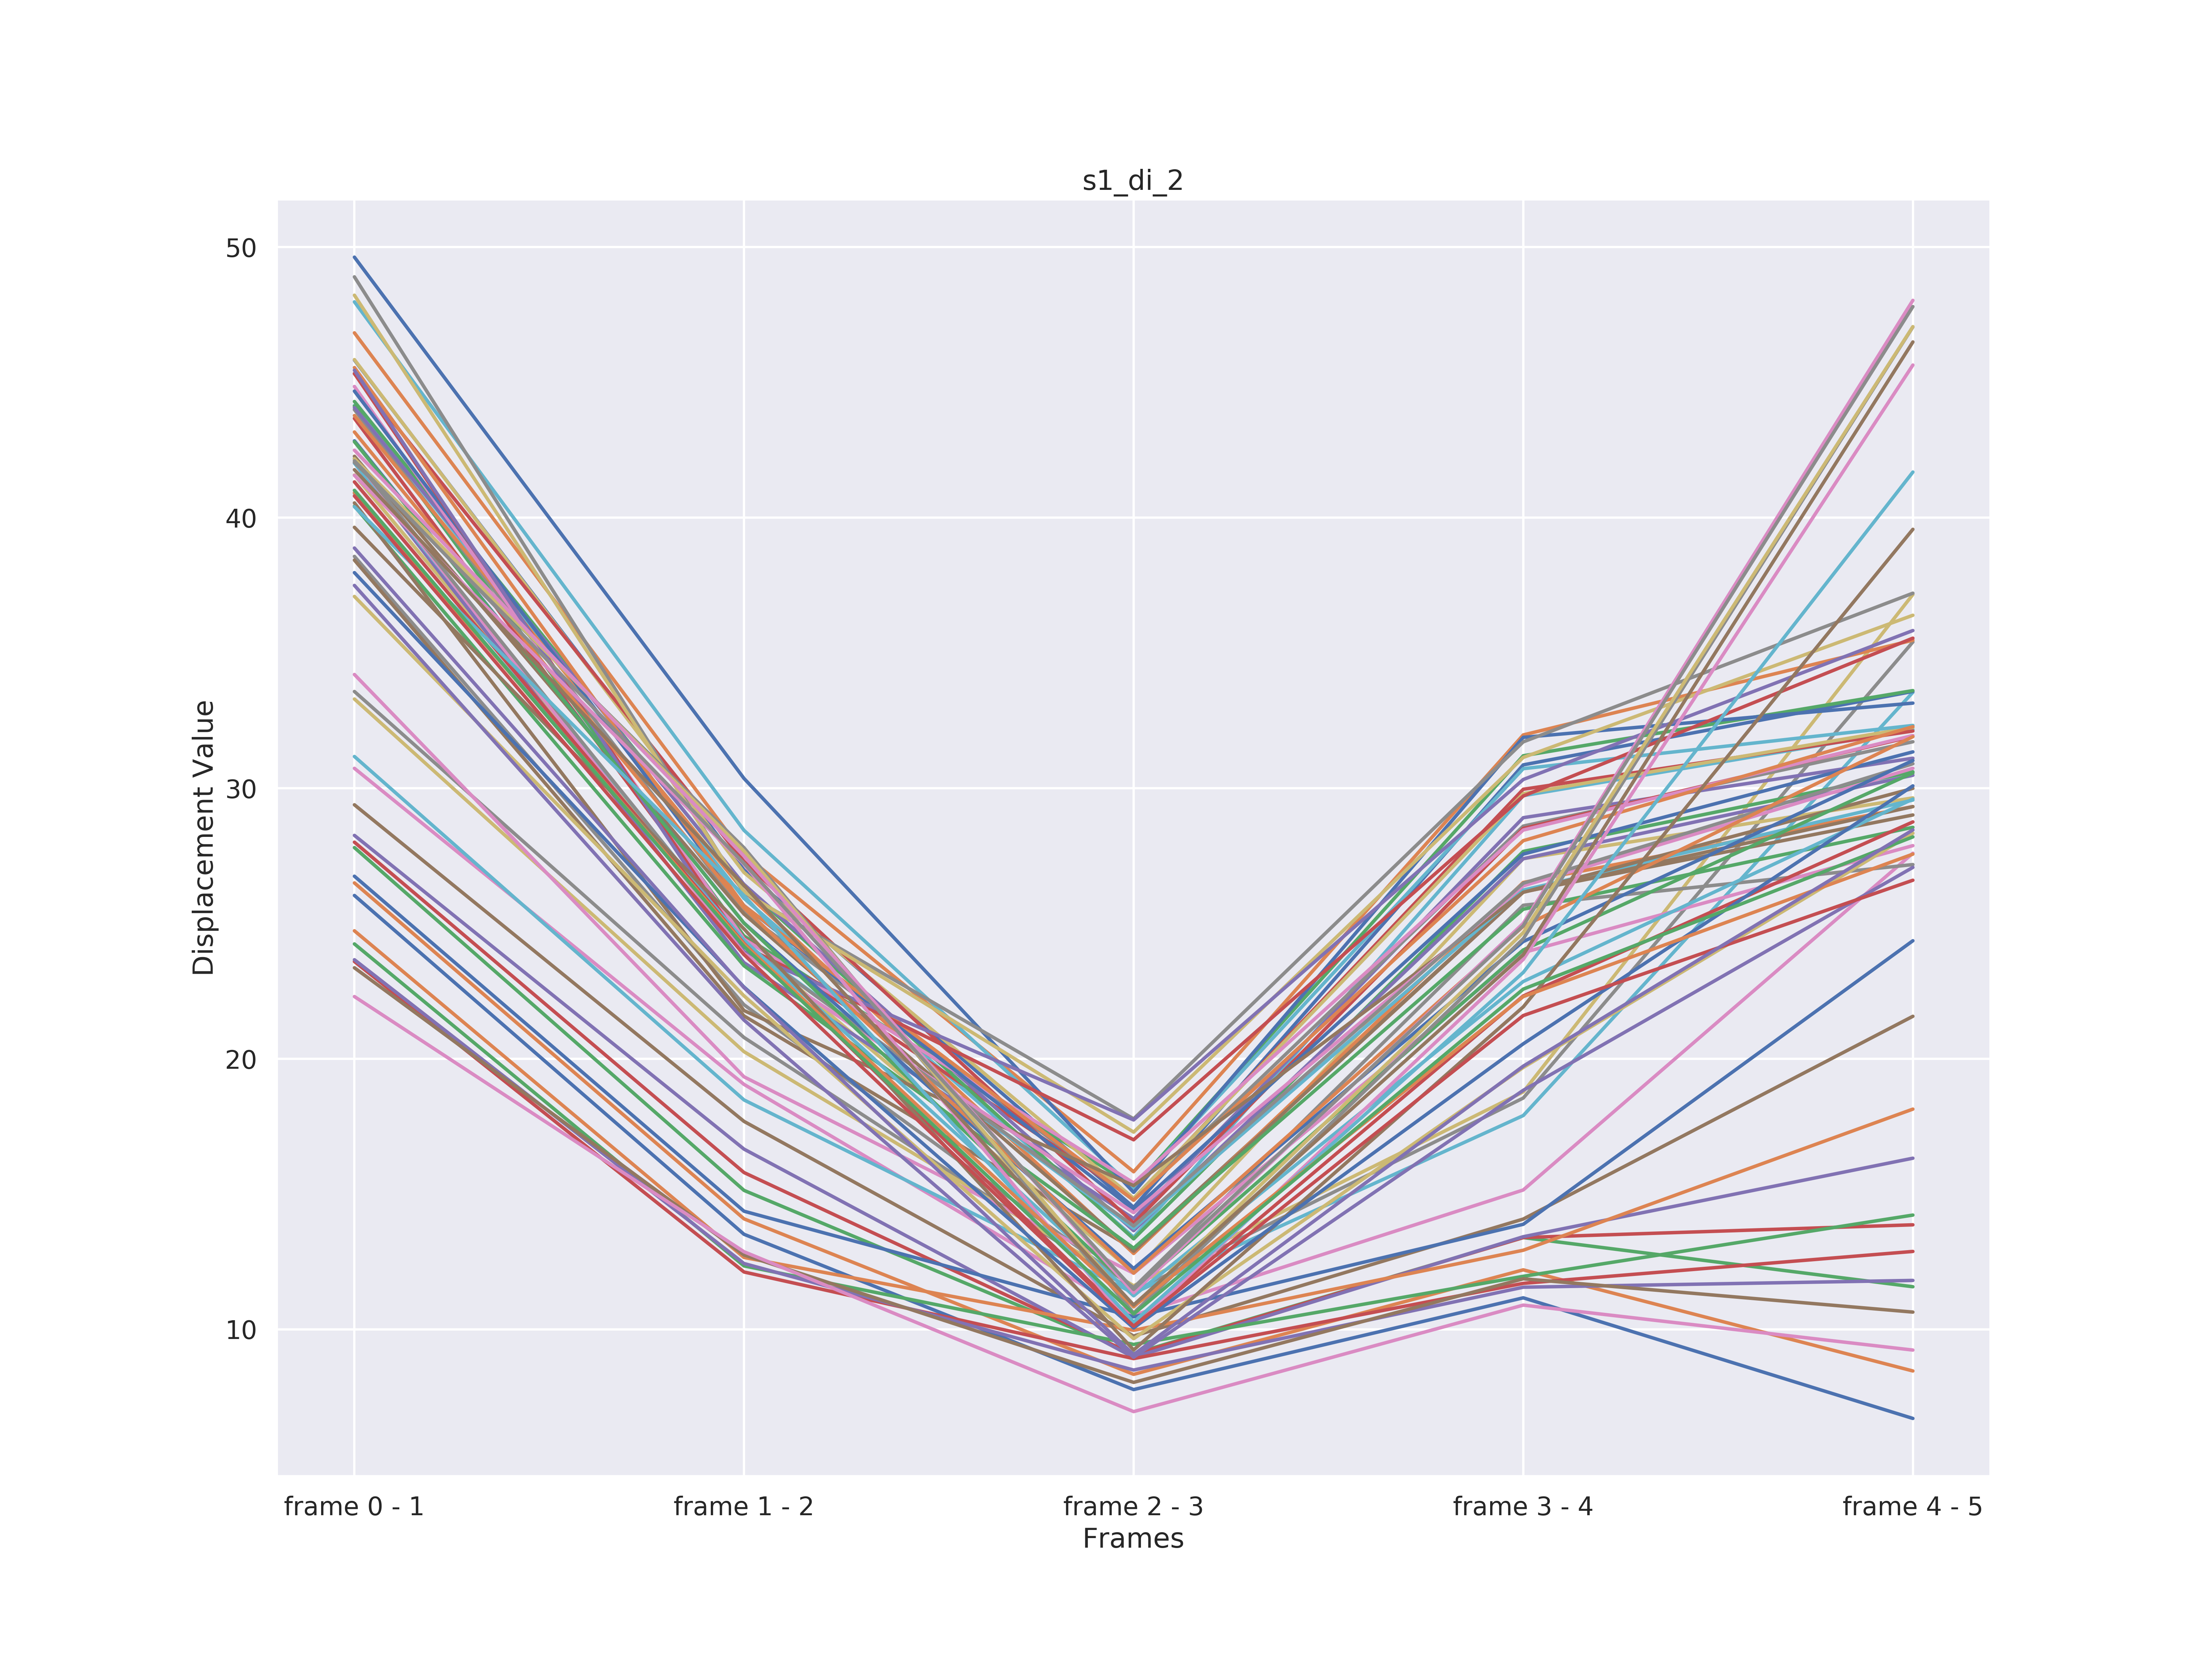 s1_di_2
50
40
30
20
10
Displacement Value
frame 0 - 1
frame 1 - 2
frame 2 - 3
frame 3 - 4
frame 4 - 5
Frames